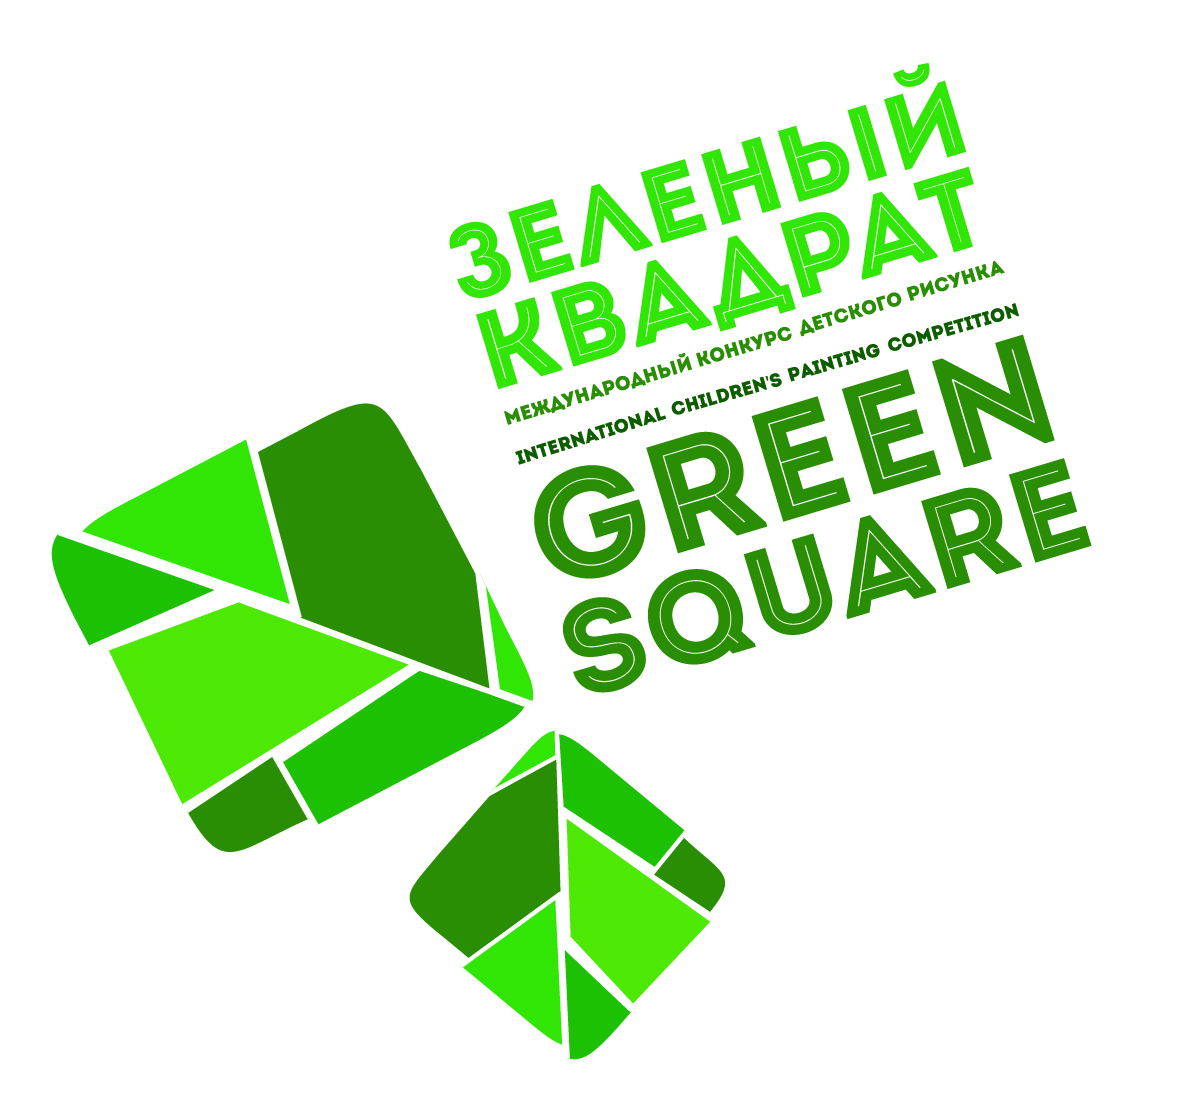 ЗЕЛЕНЫЙ
КВАДРАТ
МЕЖДУНАРОДНЫЙ КОНКУРС ДЕТСКОГО РИСУНКА
INTERNATIONAL CHILDREN'S PAINTING COMPETITION
GREEN
SQUARE